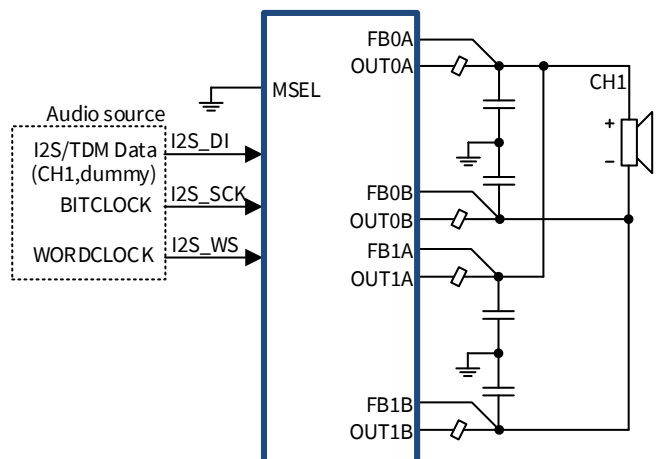 FB0A
OUT0A
CH1
MSEL
Audio source
+
I2S/TDM Data
I2S_DI
(CH1,dummy)
–
BITCLOCK
I2S_SCK
FB0B
OUT0B
WORDCLOCK
I2S_WS
FB1A
OUT1A
FB1B
OUT1B